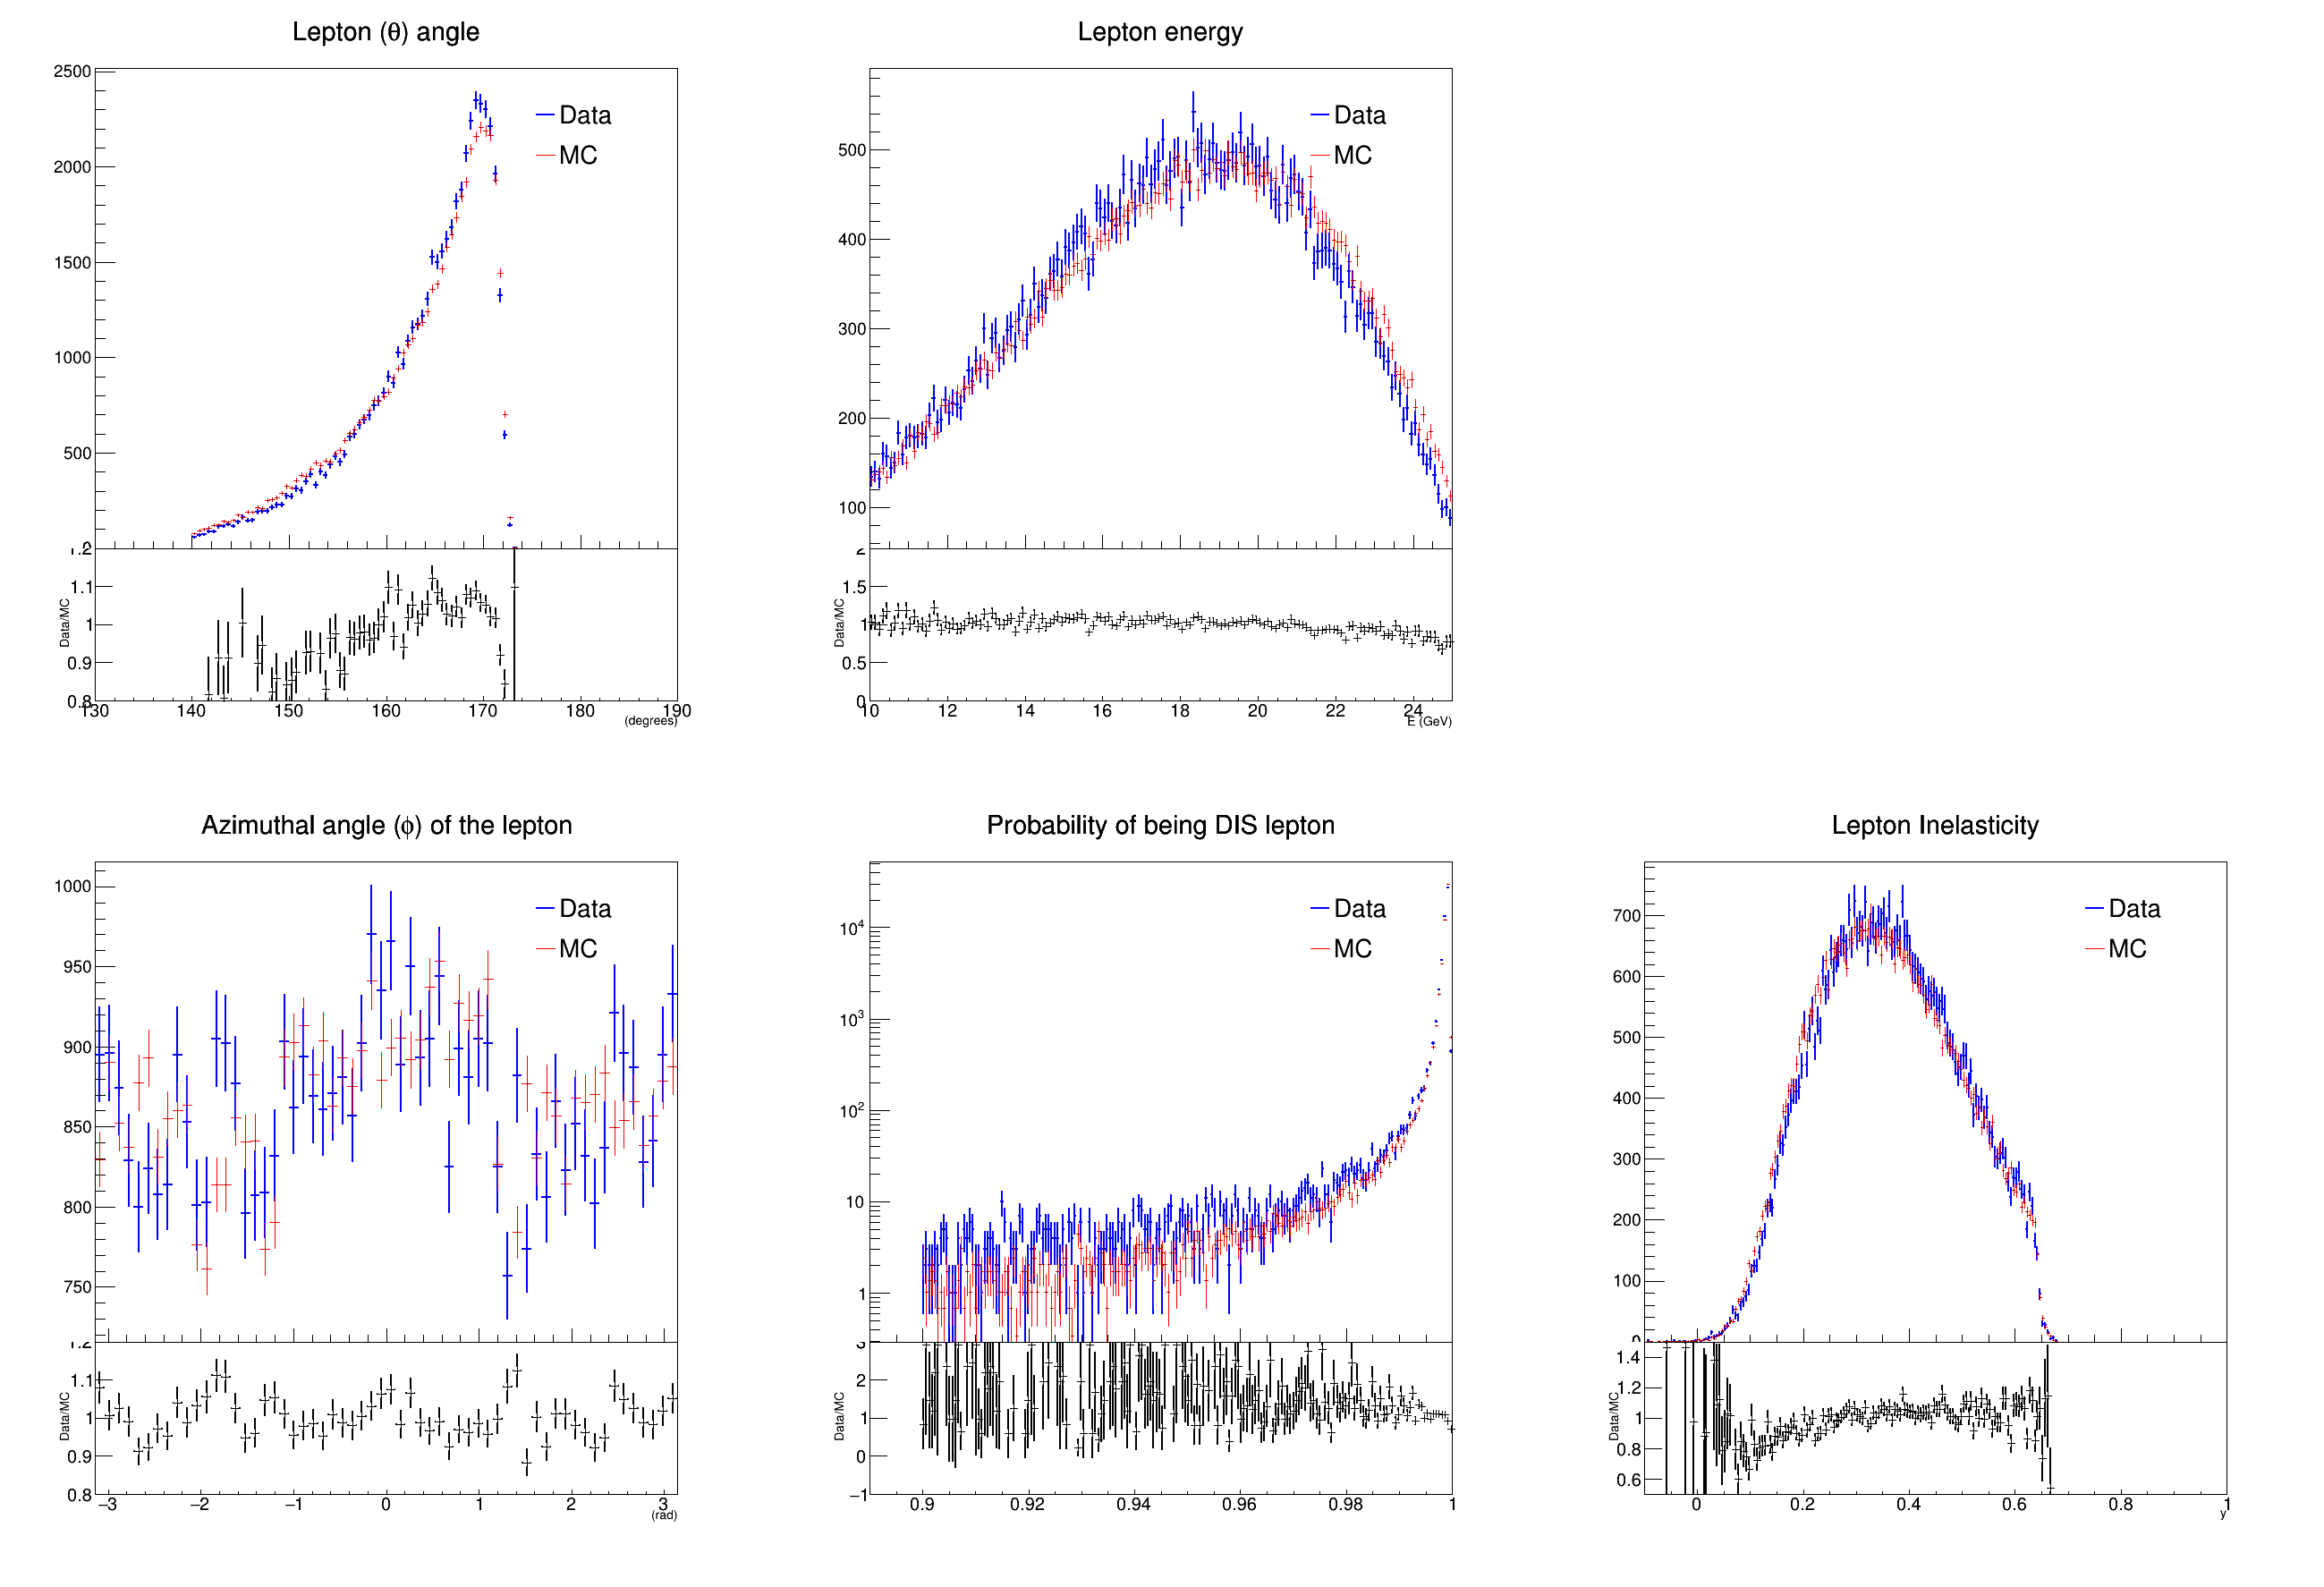 Lepton (θ) angle
2500
2000
1500
1000
500
0
Data
MC
1.2
1.1
1
0.9
0.8
Data/MC
130 140 150 160 170 180 190
(degrees)
Lepton energy
500
400
300
200
100
Data
MC
2
1.5
1
0.5
0
Data/MC
10 12 14 16 18 20 22 24
E (GeV)
Azimuthal angle (ϕ) of the lepton
1000
950
900
850
800
750
Data
MC
1.2
1.1
1
0.9
0.8
Data/MC
−3 −2 −1 0 1 2 3
(rad)
Probability of being DIS lepton
10⁴
10³
10²
10
1
Data
MC
3
2
1
0
−1
Data/MC
0.9 0.92 0.94 0.96 0.98 1
Lepton Inelasticity
700
600
500
400
300
200
100
0
Data
MC
1.4
1.2
1
0.8
0.6
Data/MC
0 0.2 0.4 0.6 0.8 1
y